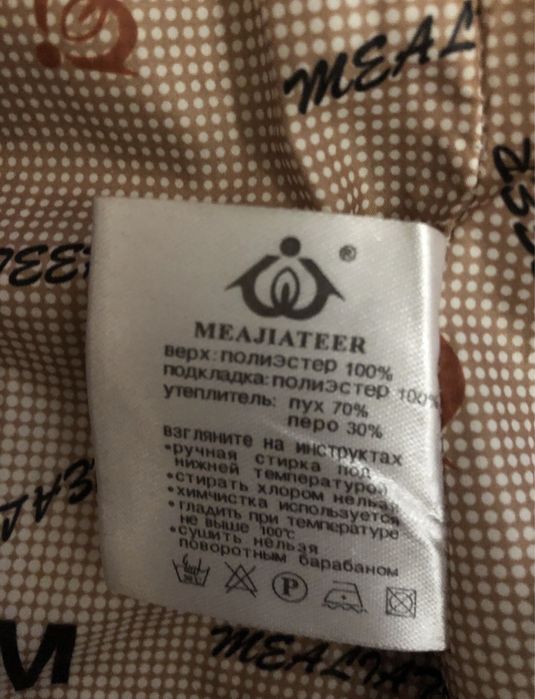 MEAL
MEAJIATEER
верх: полиэстер 100%
подкладка: полиэстер 100%
утеплитель: пух 70%
перо 30%
взгляните на инструктах
•ручная стирка под
нижней температурой
•стирать хлором нельзя
•химчистка используется
•гладить при температуре
не выше 100℃
•сушить нельзя
поворотным барабаном
P